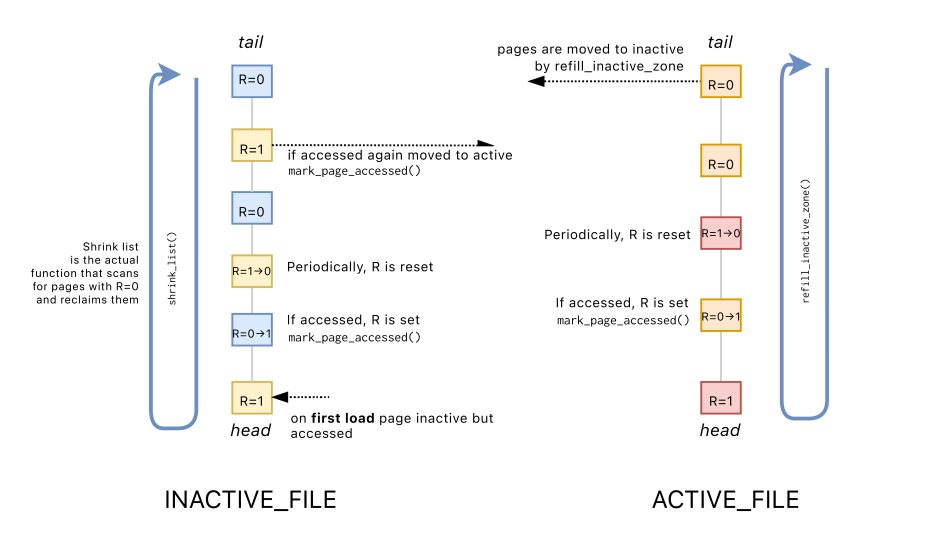 tail
R=0
R=1
if accessed again moved to active
mark_page_accessed()
R=0
R=1→0
Periodically, R is reset
R=0→1
If accessed, R is set
mark_page_accessed()
R=1
on first load page inactive but
accessed
head
Shrink list
is the actual
function that scans
for pages with R=0
and reclaims them
shrink_list()
INACTIVE_FILE
tail
pages are moved to inactive
by refill_inactive_zone
R=0
R=0
Periodically, R is reset
R=1→0
If accessed, R is set
mark_page_accessed()
R=0→1
R=1
head
refill_inactive_zone()
ACTIVE_FILE